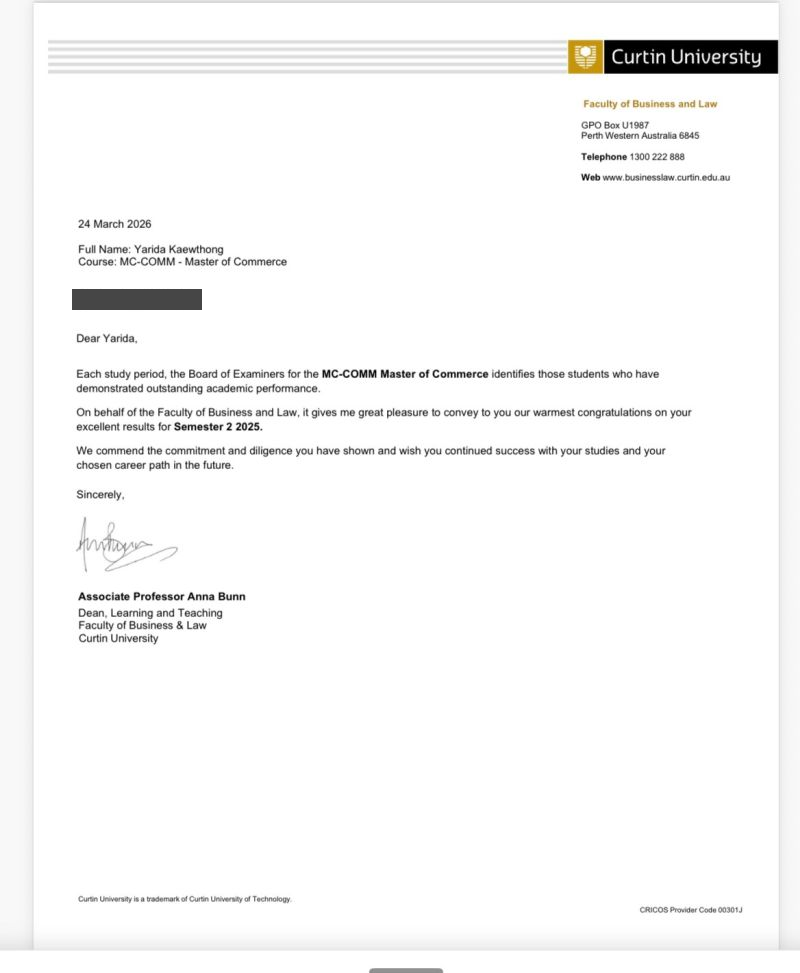 Curtin University
Faculty of Business and Law
GPO Box U1987
Perth Western Australia 6845
Telephone 1300 222 888
Web www.businesslaw.curtin.edu.au
24 March 2026
Full Name: Yarida Kaewthong
Course: MC-COMM - Master of Commerce
Dear Yarida,
Each study period, the Board of Examiners for the MC-COMM Master of Commerce identifies those students who have
demonstrated outstanding academic performance.
On behalf of the Faculty of Business and Law, it gives me great pleasure to convey to you our warmest congratulations on your
excellent results for Semester 2 2025.
We commend the commitment and diligence you have shown and wish you continued success with your studies and your
chosen career path in the future.
Sincerely,
Associate Professor Anna Bunn
Dean, Learning and Teaching
Faculty of Business & Law
Curtin University
Curtin University is a trademark of Curtin University of Technology.
CRICOS Provider Code 00301J